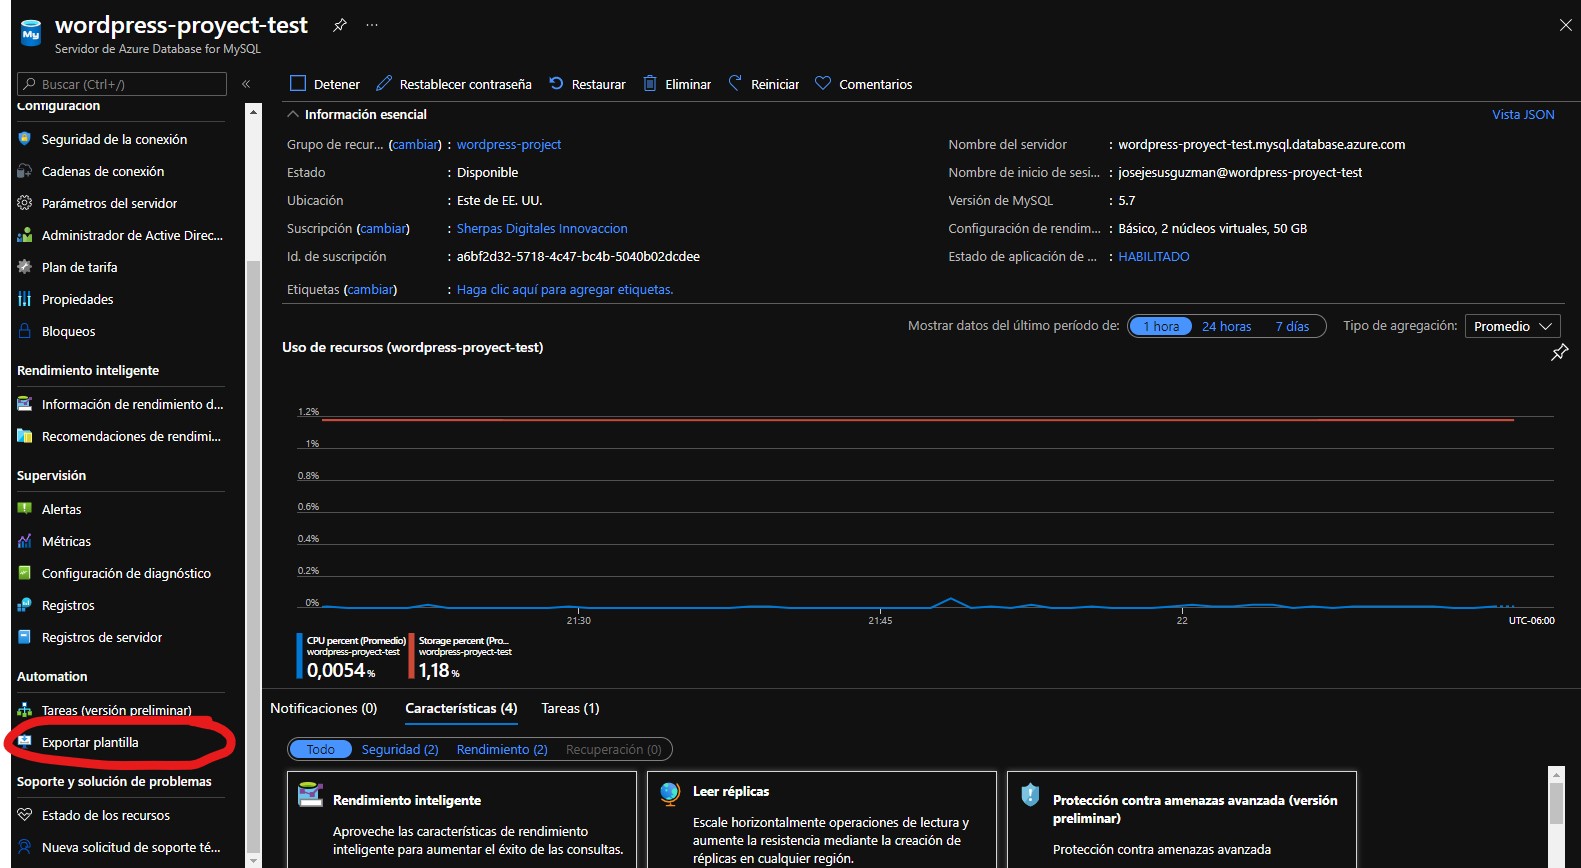 wordpress-proyect-test
Servidor de Azure Database for MySQL
Buscar (Ctrl+/)
Configuración
Seguridad de la conexión
Cadenas de conexión
Parámetros del servidor
Administrador de Active Direc...
Plan de tarifa
Propiedades
Bloqueos
Rendimiento inteligente
Información de rendimiento d...
Recomendaciones de rendimi...
Supervisión
Alertas
Métricas
Configuración de diagnóstico
Registros
Registros de servidor
Automation
Tareas (versión preliminar)
Exportar plantilla
Soporte y solución de problemas
Estado de los recursos
Nueva solicitud de soporte té...
Detener Restablecer contraseña Restaurar Eliminar Reiniciar Comentarios
Información esencial Vista JSON
Grupo de recur... (cambiar) : wordpress-project
Estado : Disponible
Ubicación : Este de EE. UU.
Suscripción (cambiar) : Sherpas Digitales Innovaccion
Id. de suscripción : a6bf2d32-5718-4c47-bc4b-5040b02dcdee
Etiquetas (cambiar) : Haga clic aquí para agregar etiquetas.
Nombre del servidor : wordpress-proyect-test.mysql.database.azure.com
Nombre de inicio de sesi... : josejesusguzman@wordpress-proyect-test
Versión de MySQL : 5.7
Configuración de rendim... : Básico, 2 núcleos virtuales, 50 GB
Estado de aplicación de ... : HABILITADO
Mostrar datos del último período de: 1 hora 24 horas 7 días Tipo de agregación: Promedio
Uso de recursos (wordpress-proyect-test)
1.2%
1%
0.8%
0.6%
0.4%
0.2%
0%
21:30 21:45 22 UTC-06:00
CPU percent (Promedio)
wordpress-proyect-test
0,0054 %
Storage percent (Pro...
wordpress-proyect-test
1,18 %
Notificaciones (0) Características (4) Tareas (1)
Todo Seguridad (2) Rendimiento (2) Recuperación (0)
Rendimiento inteligente
Aproveche las características de rendimiento
inteligente para aumentar el éxito de las consultas.
Leer réplicas
Escale horizontalmente operaciones de lectura y
aumente la resistencia mediante la creación de
réplicas en cualquier región.
Protección contra amenazas avanzada (versión
preliminar)
Protección contra amenazas avanzada